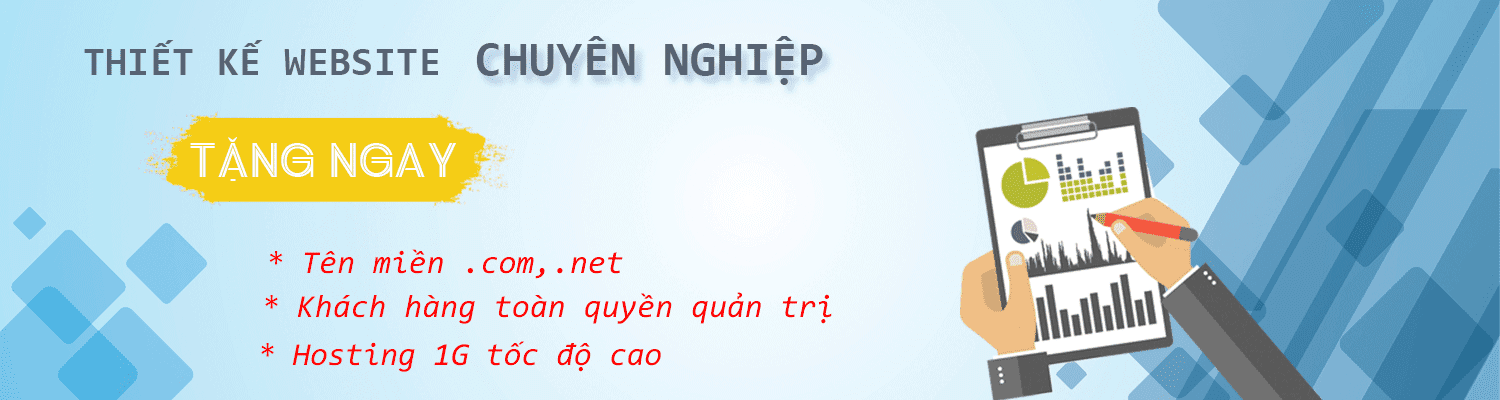 THIẾT KẾ WEBSITE CHUYÊN NGHIỆP
TẶNG NGAY
* Tên miền .com,.net
* Khách hàng toàn quyền quản trị
* Hosting 1G tốc độ cao